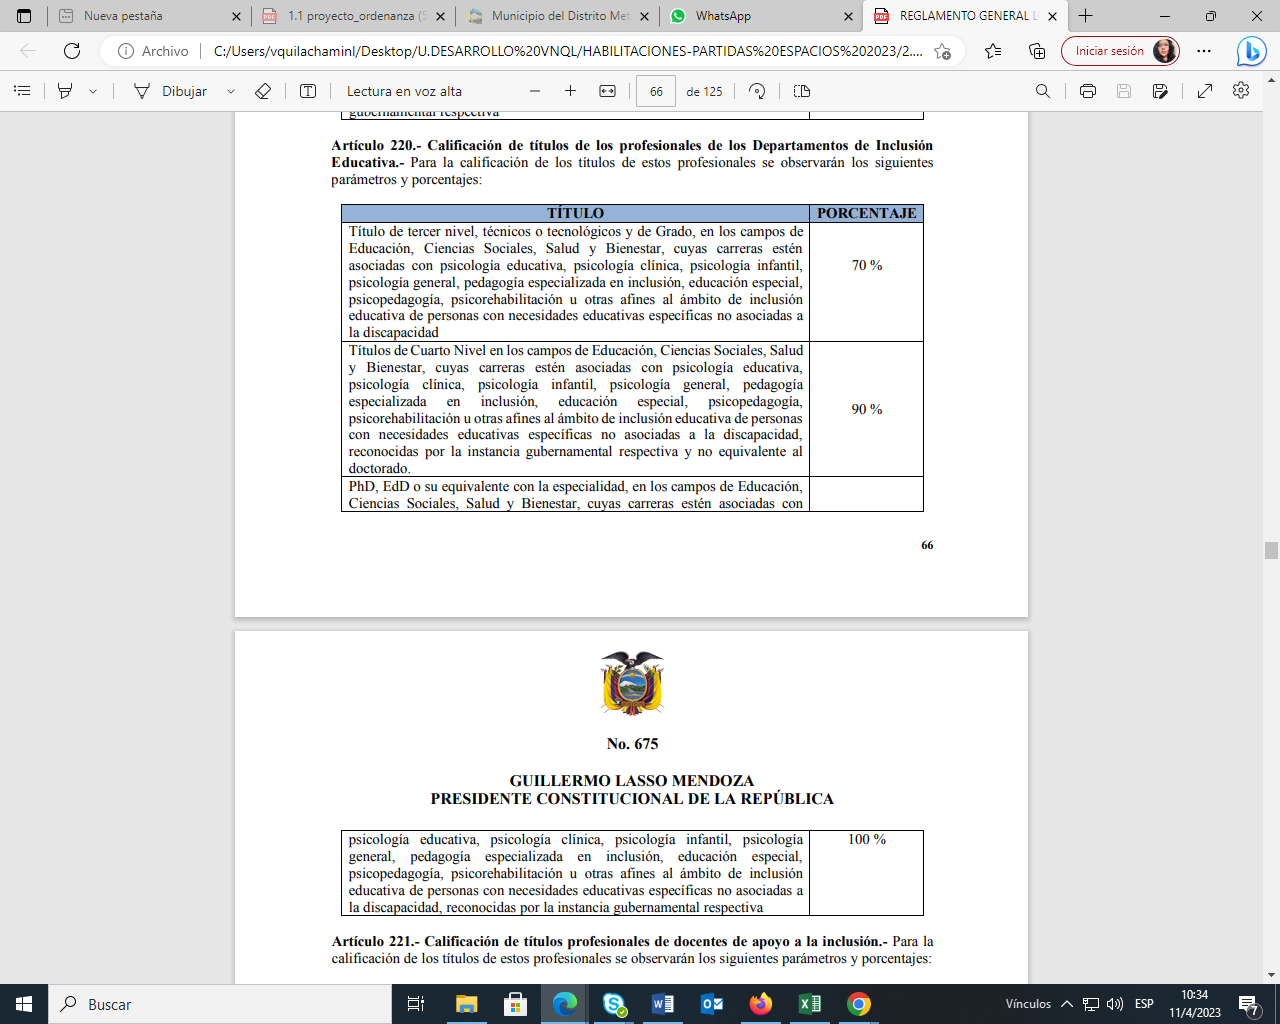 Nueva pestaña
1.1 proyecto_ordenanza (5
Municipio del Distrito Met
WhatsApp
REGLAMENTO GENERAL L
Archivo
C:/Users/vquilachaminl/Desktop/U.DESARROLLO%20VNQL/HABILITACIONES-PARTIDAS%20ESPACIOS%202023/2....
Iniciar sesión
Dibujar
Lectura en voz alta
66
de 125
gubernamental respectiva
Artículo 220.- Calificación de títulos de los profesionales de los Departamentos de Inclusión
Educativa.- Para la calificación de los títulos de estos profesionales se observarán los siguientes
parámetros y porcentajes:
TÍTULO
PORCENTAJE
Título de tercer nivel, técnicos o tecnológicos y de Grado, en los campos de
Educación, Ciencias Sociales, Salud y Bienestar, cuyas carreras estén
asociadas con psicología educativa, psicología clínica, psicología infantil,
psicología general, pedagogía especializada en inclusión, educación especial,
psicopedagogía, psicorehabilitación u otras afines al ámbito de inclusión
educativa de personas con necesidades educativas específicas no asociadas a
la discapacidad
70 %
Títulos de Cuarto Nivel en los campos de Educación, Ciencias Sociales, Salud
y Bienestar, cuyas carreras estén asociadas con psicología educativa,
psicología clínica, psicología infantil, psicología general, pedagogía
especializada en inclusión, educación especial, psicopedagogía,
psicorehabilitación u otras afines al ámbito de inclusión educativa de personas
con necesidades educativas específicas no asociadas a la discapacidad,
reconocidas por la instancia gubernamental respectiva y no equivalente al
doctorado.
90 %
PhD, EdD o su equivalente con la especialidad, en los campos de Educación,
Ciencias Sociales, Salud y Bienestar, cuyas carreras estén asociadas con
66
No. 675
GUILLERMO LASSO MENDOZA
PRESIDENTE CONSTITUCIONAL DE LA REPÚBLICA
psicología educativa, psicología clínica, psicología infantil, psicología
general, pedagogía especializada en inclusión, educación especial,
psicopedagogía, psicorehabilitación u otras afines al ámbito de inclusión
educativa de personas con necesidades educativas específicas no asociadas a
la discapacidad, reconocidas por la instancia gubernamental respectiva
100 %
Artículo 221.- Calificación de títulos profesionales de docentes de apoyo a la inclusión.- Para la
calificación de los títulos de estos profesionales se observarán los siguientes parámetros y porcentajes:
Buscar
Vínculos
ESP
10:34
11/4/2023
7